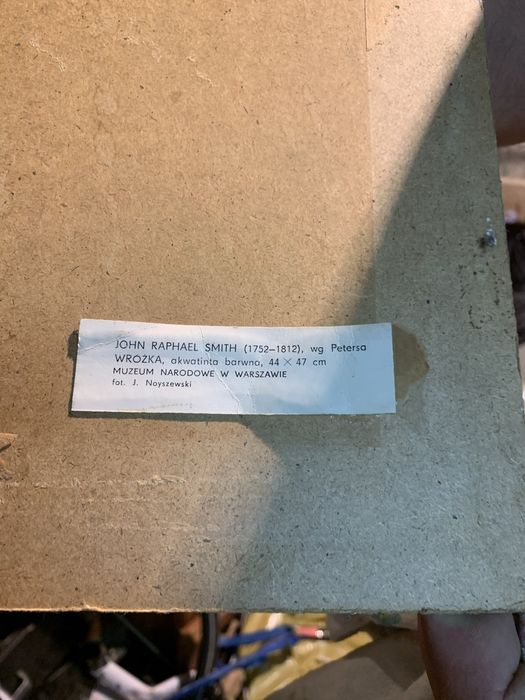 JOHN RAPHAEL SMITH (1752–1812), wg Petersa
WRÓŻKA, akwatinta barwna, 44 × 47 cm
MUZEUM NARODOWE W WARSZAWIE
fot. J. Noyszewski